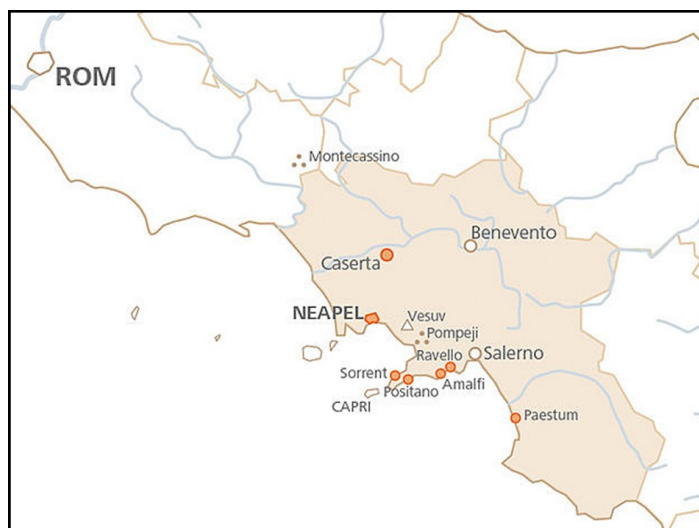 ROM
Montecassino
Benevento
Caserta
NEAPEL
Vesuv
Pompeji
Ravello
Salerno
Sorrent
Positano
Amalfi
CAPRI
Paestum